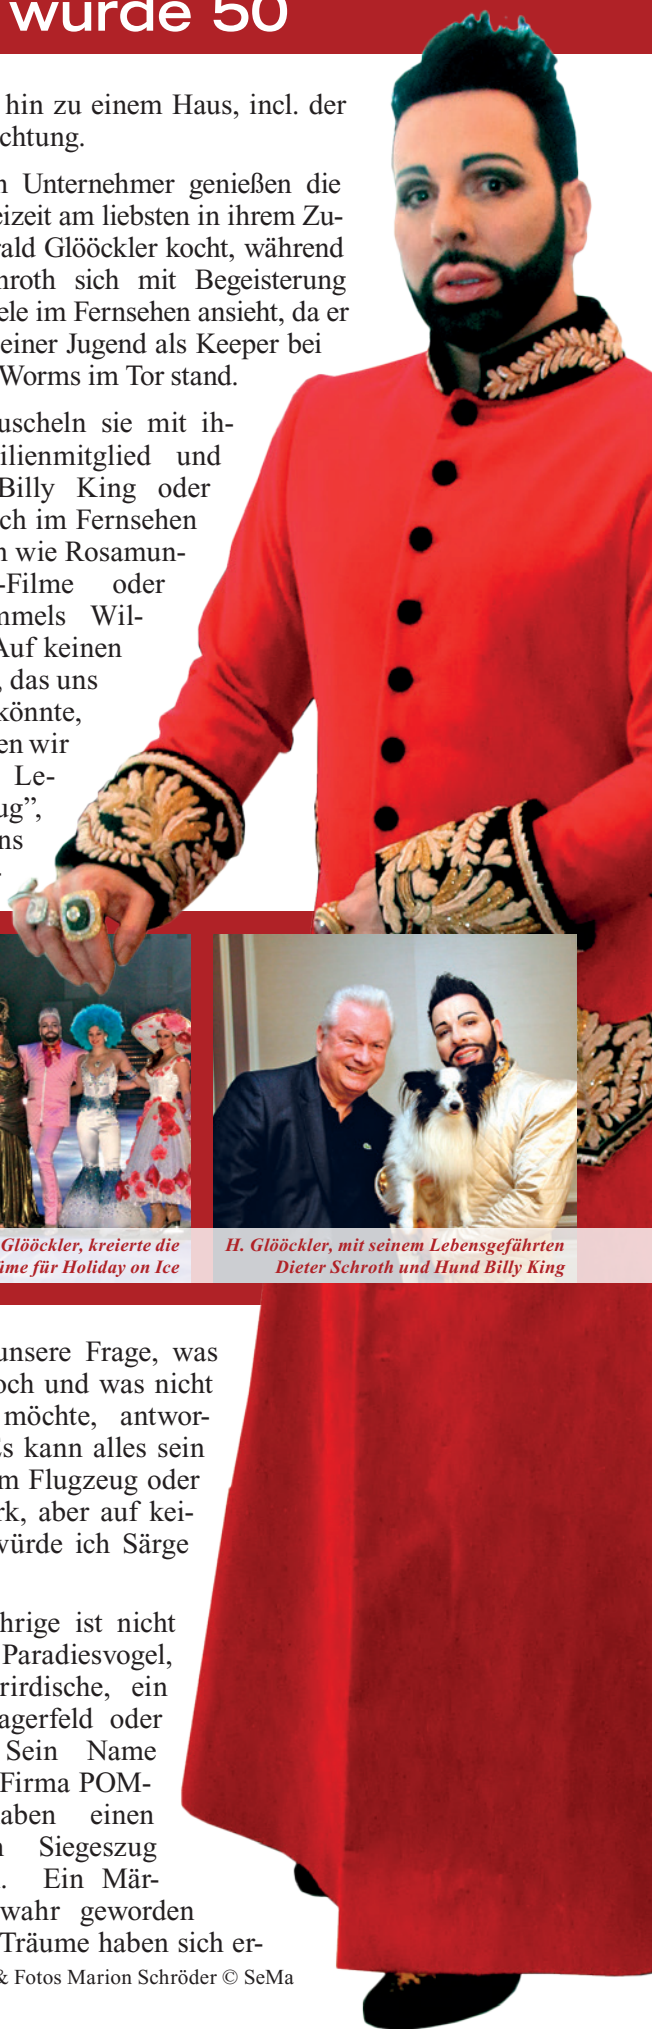 wurde 50
hin zu einem Haus, incl. der
chtung.
n Unternehmer genießen die
eizeit am liebsten in ihrem Zu-
rald Glööckler kocht, während
hroth sich mit Begeisterung
ele im Fernsehen ansieht, da er
einer Jugend als Keeper bei
Worms im Tor stand.
uscheln sie mit ih-
ilienmitglied und
Billy King oder
ch im Fernsehen
n wie Rosamun-
-Filme oder
mmels Wil-
Auf keinen
, das uns
könnte,
en wir
Le-
ug”,
ns
.
Glööckler, kreierte die
üme für Holiday on Ice
H. Glööckler, mit seinem Lebensgefährten
Dieter Schroth und Hund Billy King
unsere Frage, was
och und was nicht
möchte, antwor-
Es kann alles sein
m Flugzeug oder
rk, aber auf kei-
würde ich Särge
hrige ist nicht
Paradiesvogel,
rirdische, ein
agerfeld oder
Sein Name
Firma POM-
aben einen
n Siegeszug
. Ein Mär-
wahr geworden
Träume haben sich er-
& Fotos Marion Schröder © SeMa